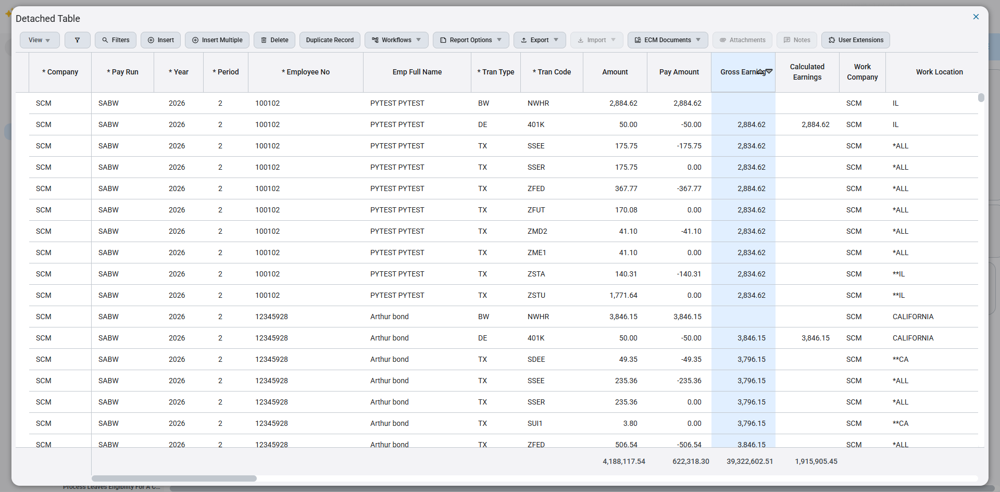 Detached Table
View Filters Insert Insert Multiple Delete Duplicate Record Workflows Report Options Export Import ECM Documents Attachments Notes User Extensions
* Company * Pay Run * Year * Period * Employee No Emp Full Name * Tran Type * Tran Code Amount Pay Amount Gross Earning Calculated Earnings Work Company Work Location
SCM SABW 2026 2 100102 PYTEST PYTEST BW NWHR 2,884.62 2,884.62 SCM IL
SCM SABW 2026 2 100102 PYTEST PYTEST DE 401K 50.00 -50.00 2,884.62 2,884.62 SCM IL
SCM SABW 2026 2 100102 PYTEST PYTEST TX SSEE 175.75 -175.75 2,834.62 SCM *ALL
SCM SABW 2026 2 100102 PYTEST PYTEST TX SSER 175.75 0.00 2,834.62 SCM *ALL
SCM SABW 2026 2 100102 PYTEST PYTEST TX ZFED 367.77 -367.77 2,884.62 SCM *ALL
SCM SABW 2026 2 100102 PYTEST PYTEST TX ZFUT 170.08 0.00 2,834.62 SCM *ALL
SCM SABW 2026 2 100102 PYTEST PYTEST TX ZMD2 41.10 -41.10 2,834.62 SCM *ALL
SCM SABW 2026 2 100102 PYTEST PYTEST TX ZME1 41.10 0.00 2,834.62 SCM *ALL
SCM SABW 2026 2 100102 PYTEST PYTEST TX ZSTA 140.31 -140.31 2,834.62 SCM **IL
SCM SABW 2026 2 100102 PYTEST PYTEST TX ZSTU 1,771.64 0.00 2,834.62 SCM **IL
SCM SABW 2026 2 12345928 Arthur bond BW NWHR 3,846.15 3,846.15 SCM CALIFORNIA
SCM SABW 2026 2 12345928 Arthur bond DE 401K 50.00 -50.00 3,846.15 3,846.15 SCM CALIFORNIA
SCM SABW 2026 2 12345928 Arthur bond TX SDEE 49.35 -49.35 3,796.15 SCM **CA
SCM SABW 2026 2 12345928 Arthur bond TX SSEE 235.36 -235.36 3,796.15 SCM *ALL
SCM SABW 2026 2 12345928 Arthur bond TX SSER 235.36 0.00 3,796.15 SCM *ALL
SCM SABW 2026 2 12345928 Arthur bond TX SUI1 3.80 0.00 3,796.15 SCM **CA
SCM SABW 2026 2 12345928 Arthur bond TX ZFED 506.54 -506.54 3,846.15 SCM *ALL
4,188,117.54 622,318.30 39,322,602.51 1,915,905.45
Process Leaves Eligibility For A C...